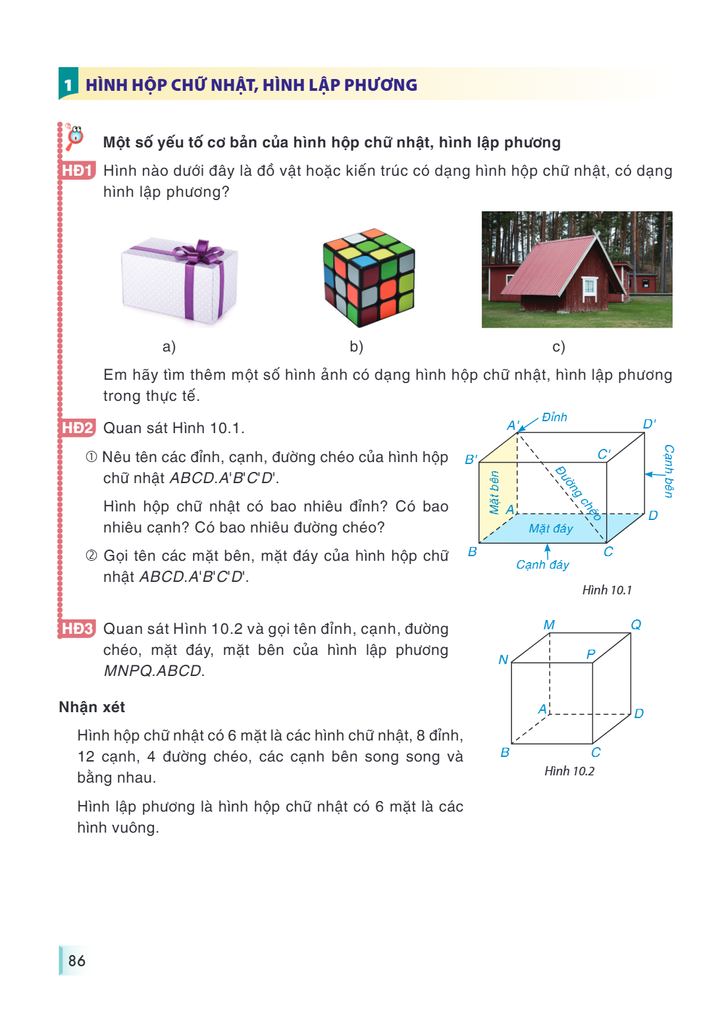 1 HÌNH HỘP CHỮ NHẬT, HÌNH LẬP PHƯƠNG
Một số yếu tố cơ bản của hình hộp chữ nhật, hình lập phương
HĐ1 Hình nào dưới đây là đồ vật hoặc kiến trúc có dạng hình hộp chữ nhật, có dạng
hình lập phương?
a) b) c)
Em hãy tìm thêm một số hình ảnh có dạng hình hộp chữ nhật, hình lập phương
trong thực tế.
HĐ2 Quan sát Hình 10.1.
① Nêu tên các đỉnh, cạnh, đường chéo của hình hộp
chữ nhật ABCD.A'B'C'D'.
Hình hộp chữ nhật có bao nhiêu đỉnh? Có bao
nhiêu cạnh? Có bao nhiêu đường chéo?
② Gọi tên các mặt bên, mặt đáy của hình hộp chữ
nhật ABCD.A'B'C'D'.
A' Đỉnh D'
B' C'
Cạnh bên
Mặt bên
Đường chéo
A D
Mặt đáy
B C
Cạnh đáy
Hình 10.1
HĐ3 Quan sát Hình 10.2 và gọi tên đỉnh, cạnh, đường
chéo, mặt đáy, mặt bên của hình lập phương
MNPQ.ABCD.
M Q
N P
A D
B C
Hình 10.2
Nhận xét
Hình hộp chữ nhật có 6 mặt là các hình chữ nhật, 8 đỉnh,
12 cạnh, 4 đường chéo, các cạnh bên song song và
bằng nhau.
Hình lập phương là hình hộp chữ nhật có 6 mặt là các
hình vuông.
86